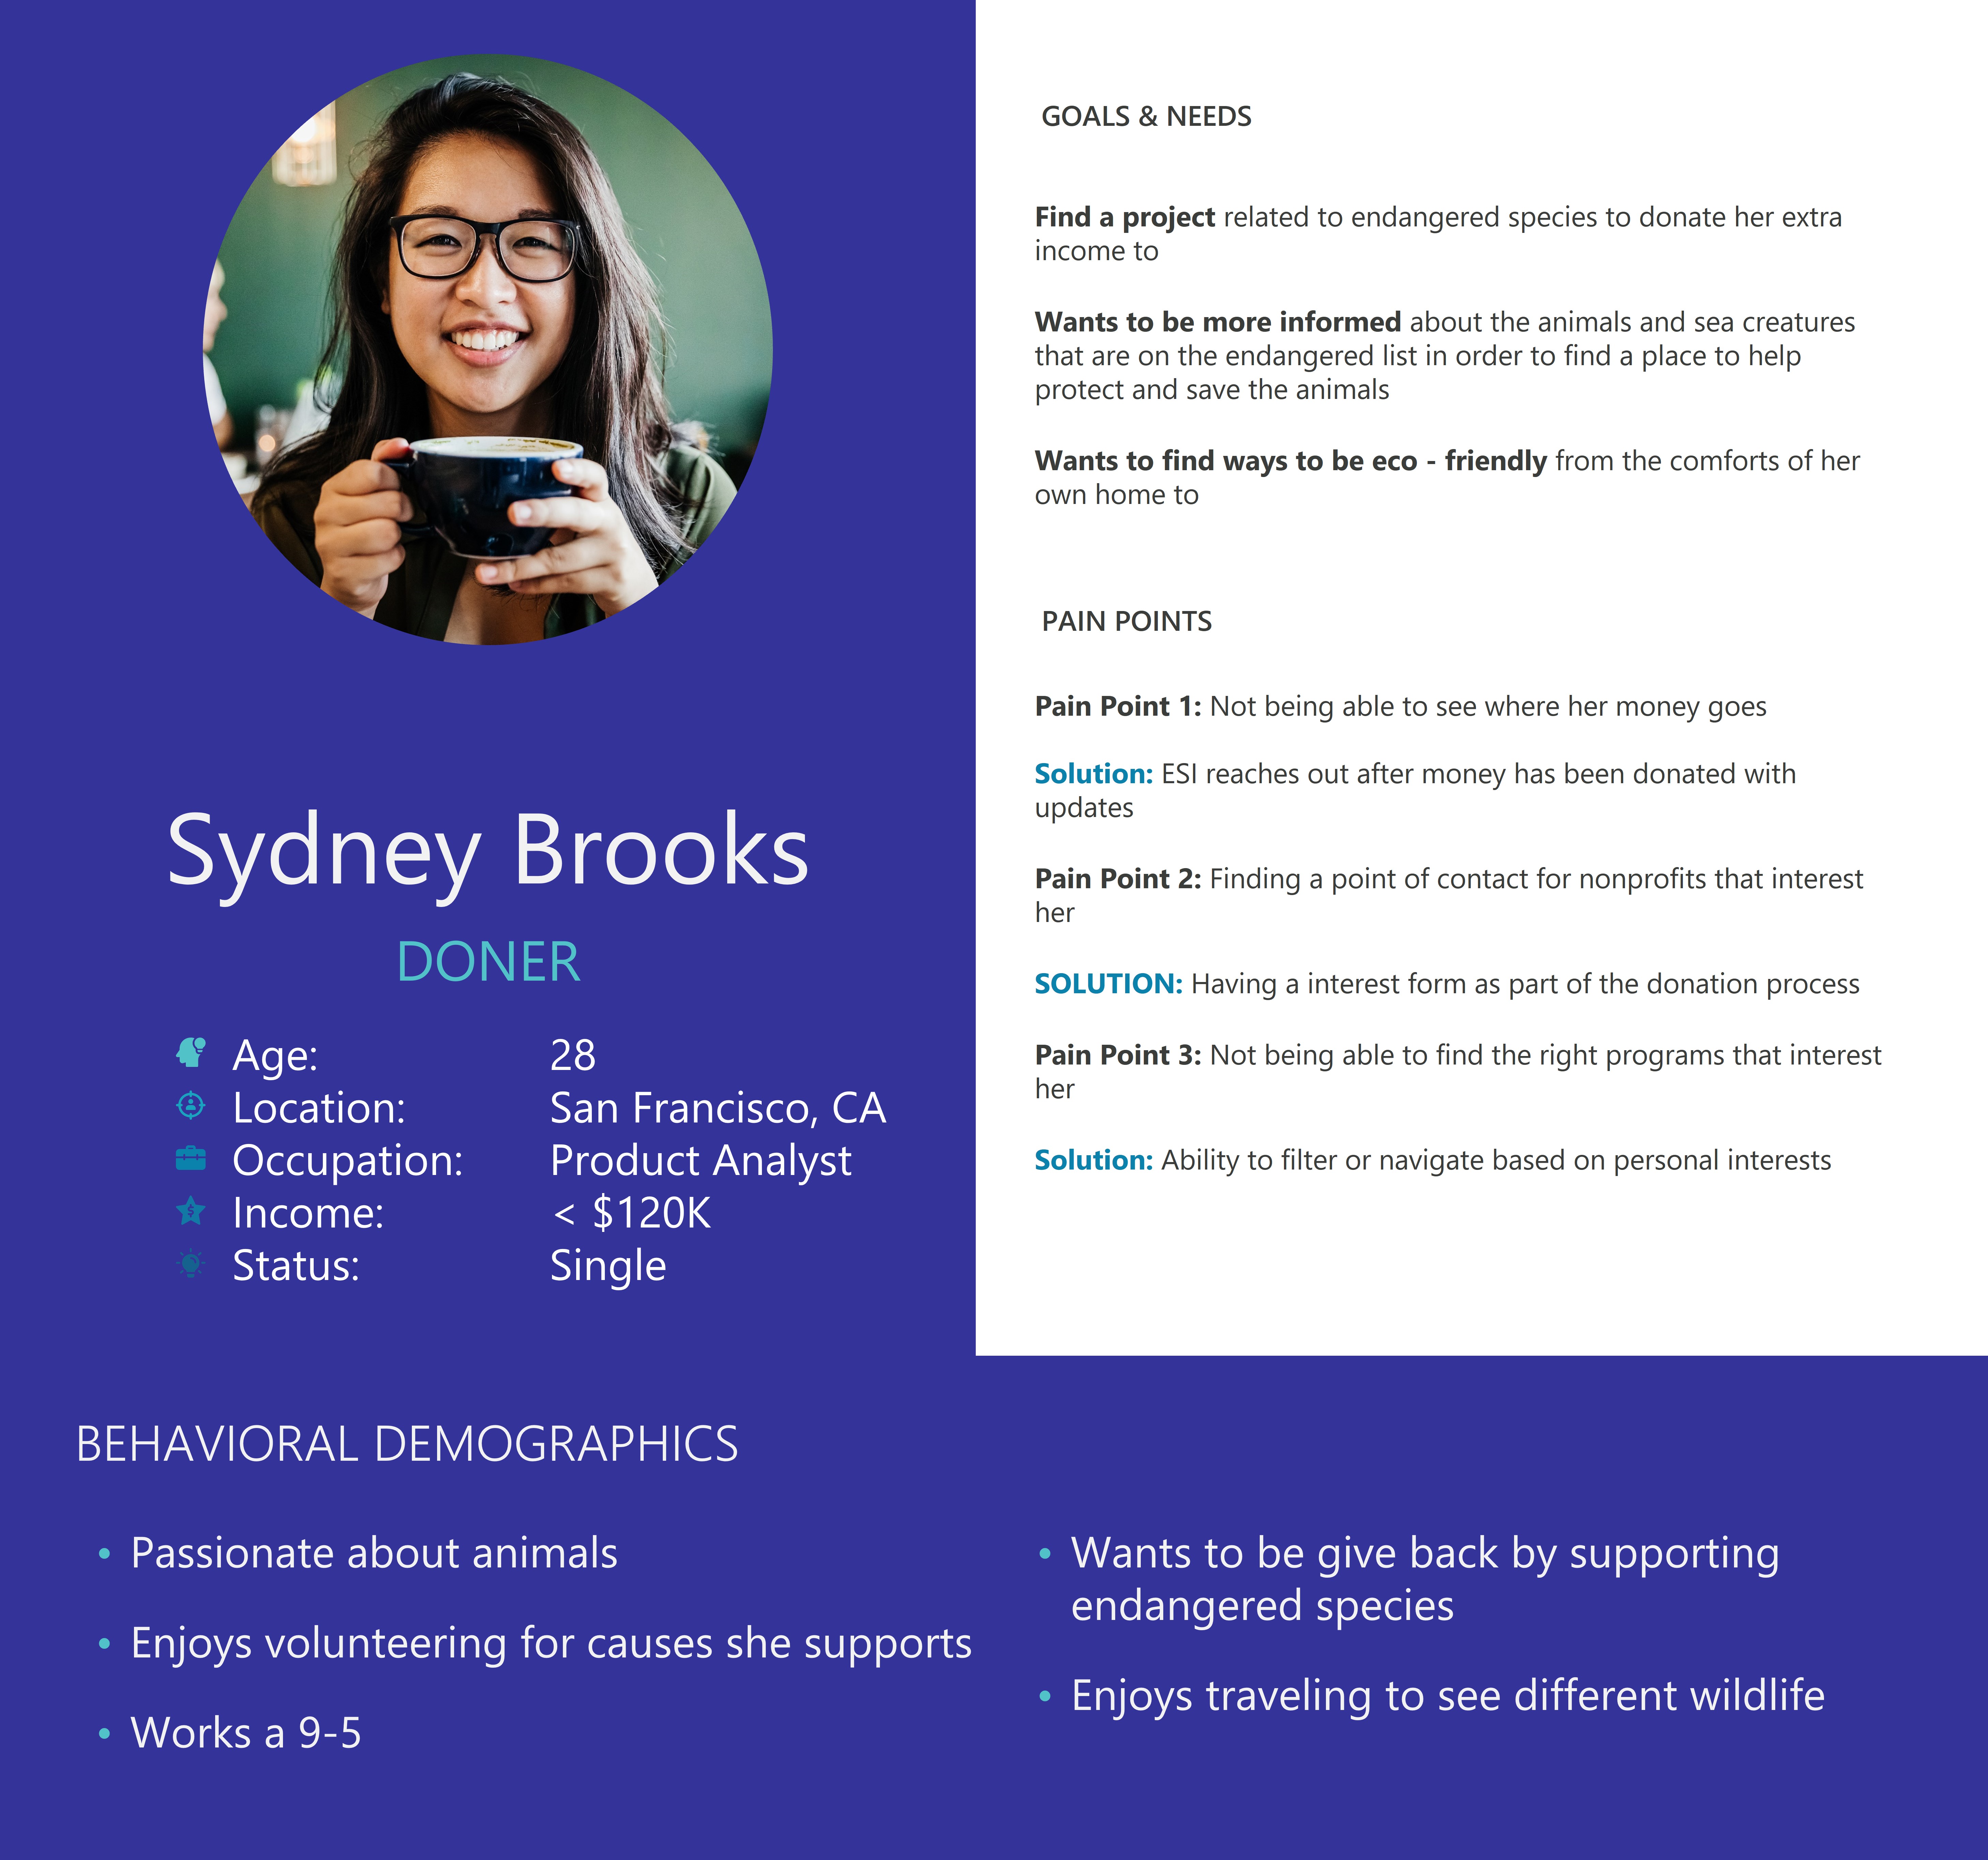 Sydney Brooks
DONER
Age: 28
Location: San Francisco, CA
Occupation: Product Analyst
Income: < $120K
Status: Single
GOALS & NEEDS
Find a project related to endangered species to donate her extra
income to
Wants to be more informed about the animals and sea creatures
that are on the endangered list in order to find a place to help
protect and save the animals
Wants to find ways to be eco - friendly from the comforts of her
own home to
PAIN POINTS
Pain Point 1: Not being able to see where her money goes
Solution: ESI reaches out after money has been donated with
updates
Pain Point 2: Finding a point of contact for nonprofits that interest
her
SOLUTION: Having a interest form as part of the donation process
Pain Point 3: Not being able to find the right programs that interest
her
Solution: Ability to filter or navigate based on personal interests
BEHAVIORAL DEMOGRAPHICS
• Passionate about animals
• Enjoys volunteering for causes she supports
• Works a 9-5
• Wants to be give back by supporting
endangered species
• Enjoys traveling to see different wildlife